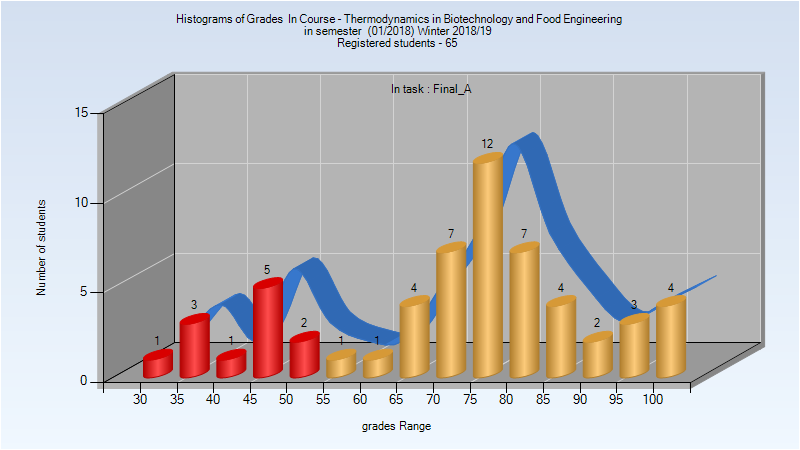 Histograms of Grades  In Course - Thermodynamics in Biotechnology and Food Engineering
in semester  (01/2018) Winter 2018/19
Registered students - 65
In task : Final_A
15
10
5
0
Number of students
1
3
1
5
2
1
1
4
7
12
7
4
2
3
4
30 35 40 45 50 55 60 65 70 75 80 85 90 95 100
grades Range